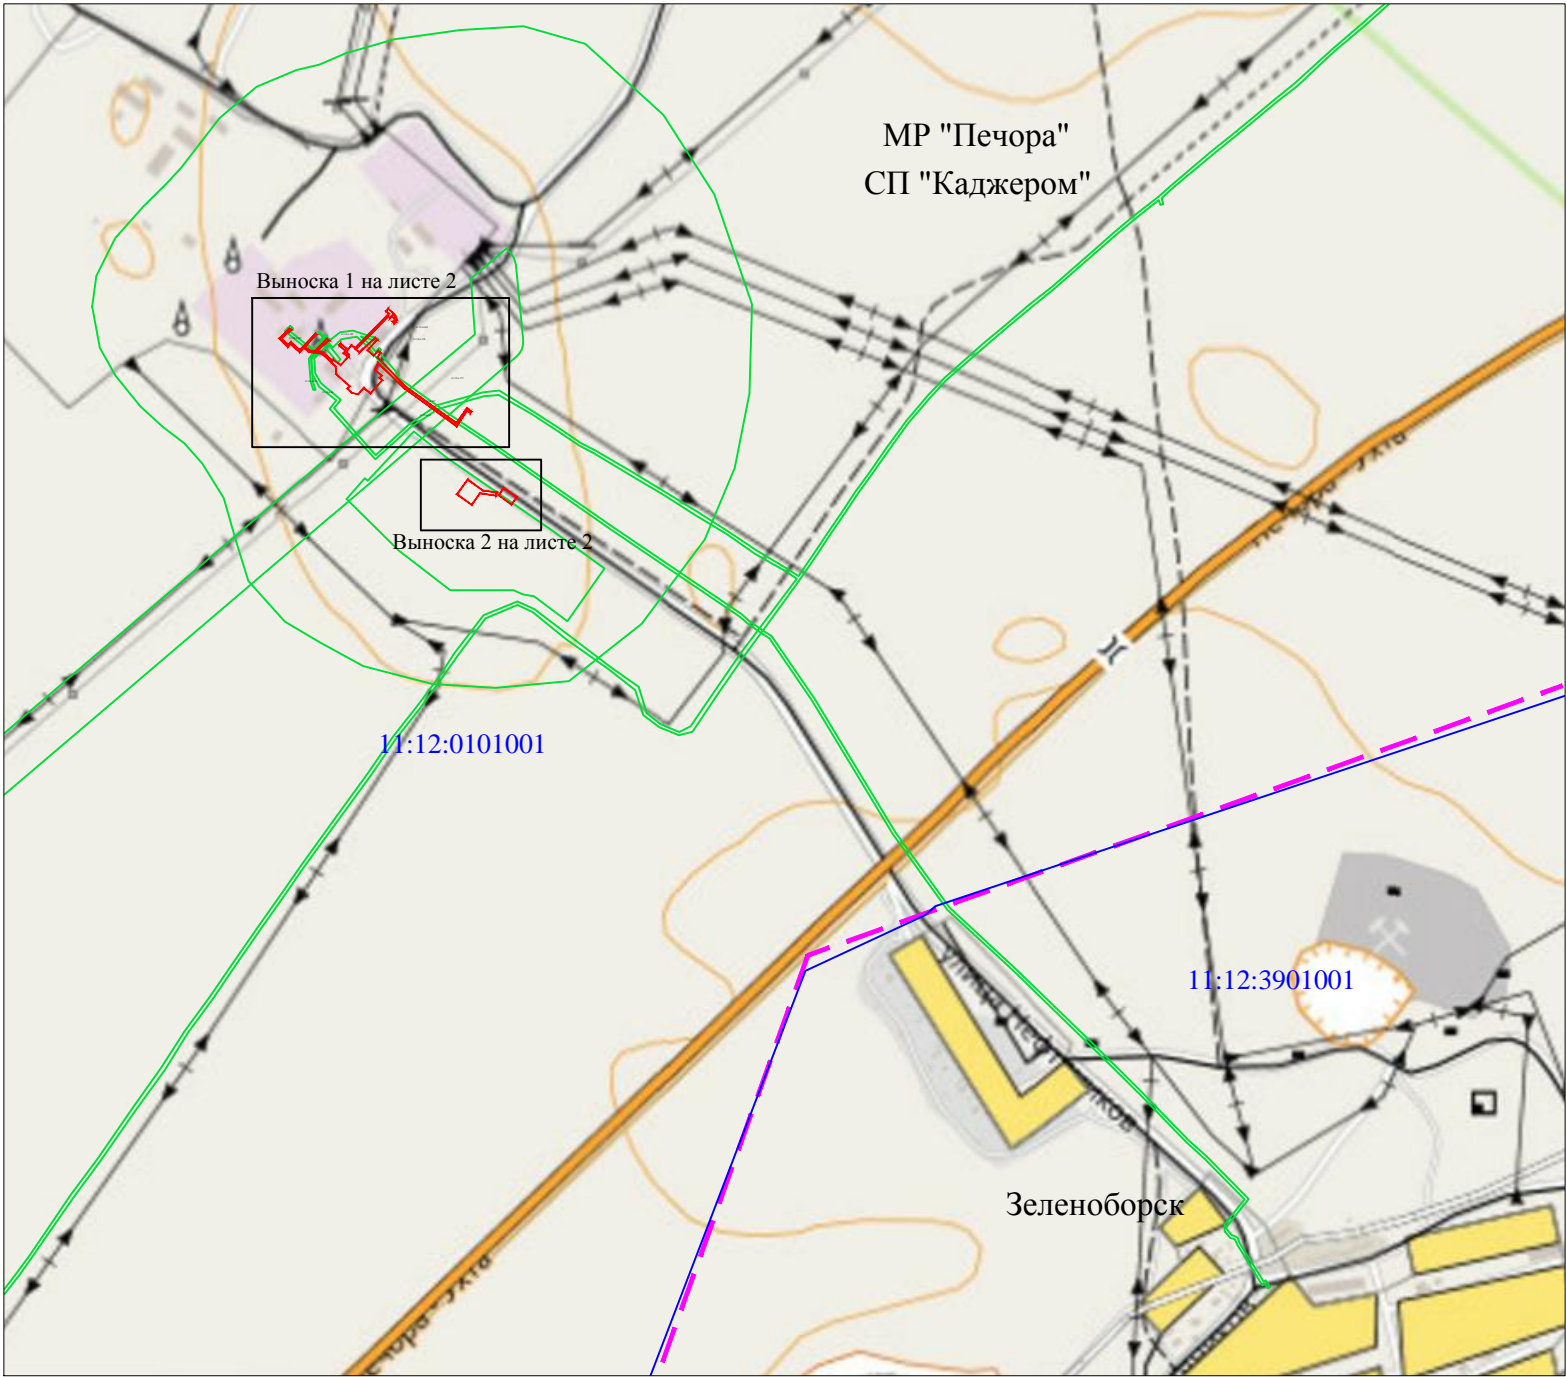 МР "Печора"
СП "Каджером"
Выноска 1 на листе 2
Выноска 2 на листе 2
11:12:0101001
11:12:3901001
Зеленоборск